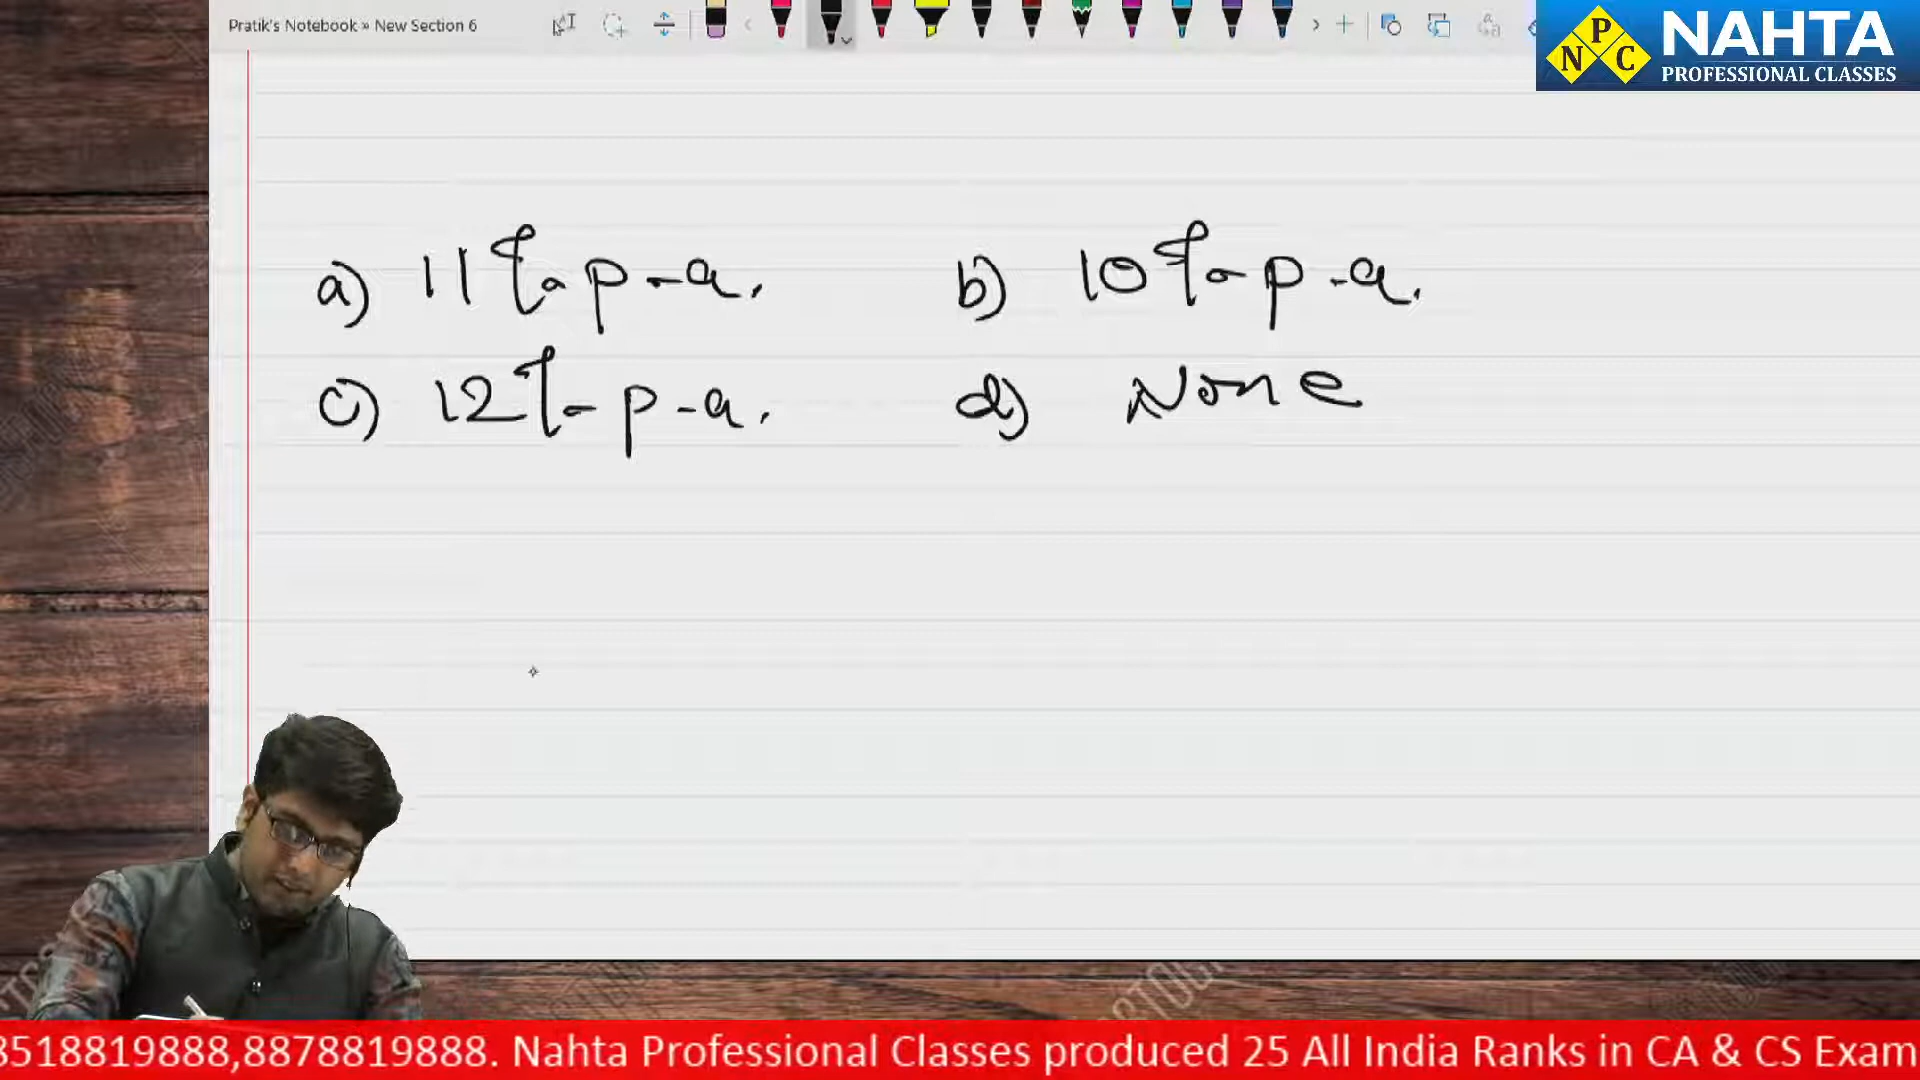 Pratik's Notebook » New Section 6
N P C NAHTA
PROFESSIONAL CLASSES
a) 11% p.a. b) 10% p.a.
c) 12% p.a. d) None
8518819888,8878819888. Nahta Professional Classes produced 25 All India Ranks in CA & CS Exam